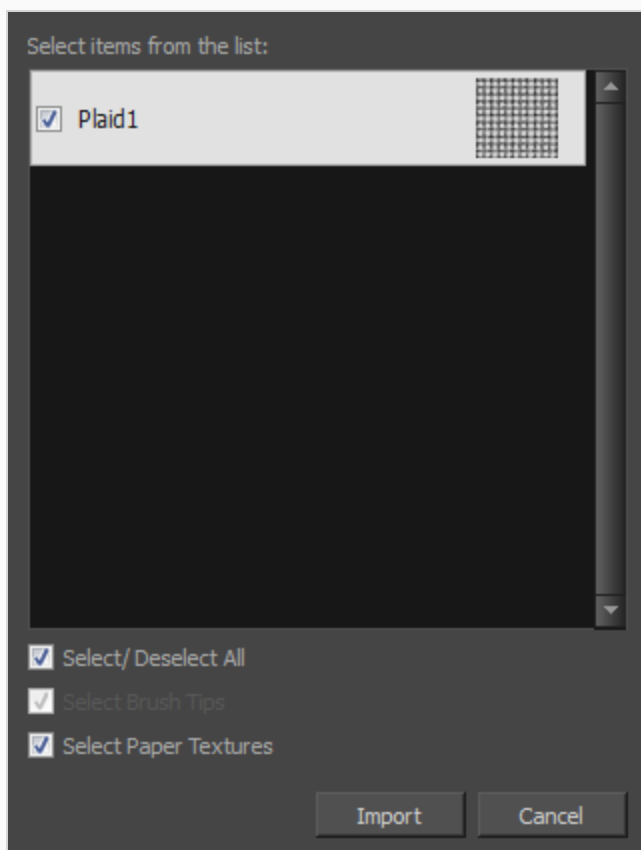 Select items from the list:
Plaid1
Select/ Deselect All
Select Brush Tips
Select Paper Textures
Import Cancel